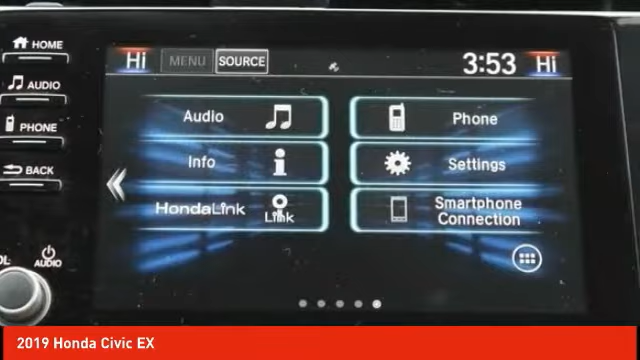 HOME
AUDIO
PHONE
BACK
AUDIO
Hi MENU SOURCE 3:53 Hi
Audio
Phone
Info
Settings
HondaLink Link
Smartphone
Connection
2019 Honda Civic EX